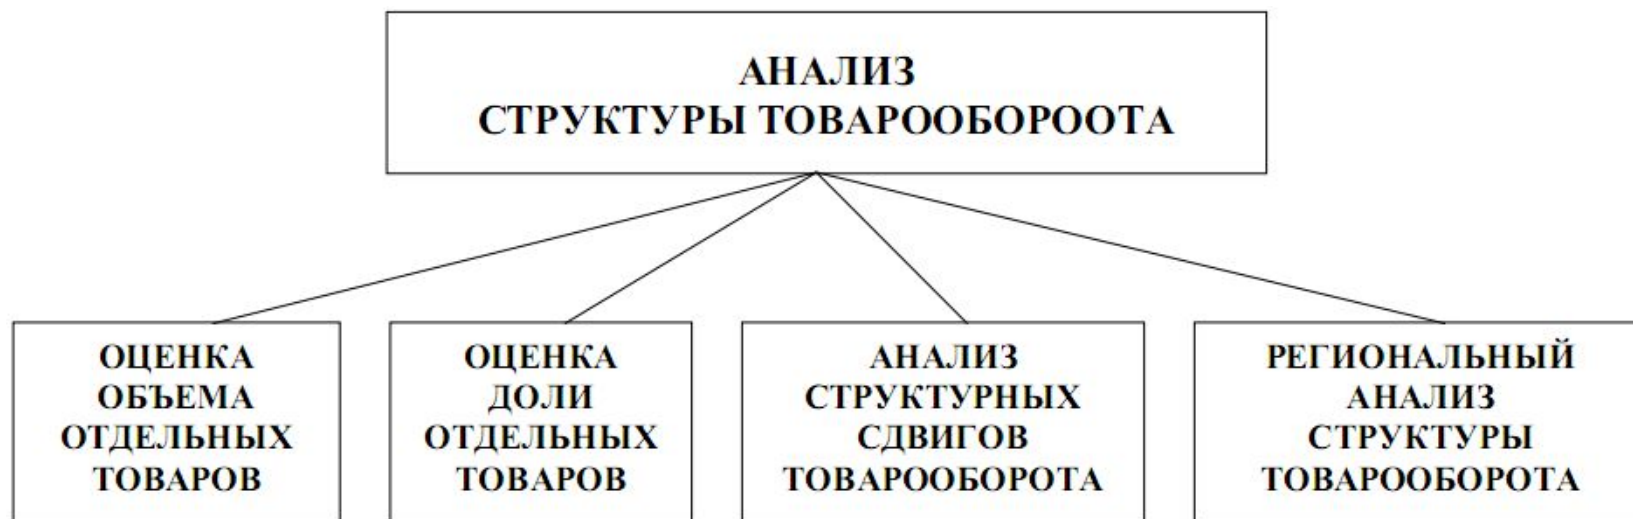 АНАЛИЗ
СТРУКТУРЫ ТОВАРООБОРООТА
ОЦЕНКА
ОБЪЕМА
ОТДЕЛЬНЫХ
ТОВАРОВ
ОЦЕНКА
ДОЛИ
ОТДЕЛЬНЫХ
ТОВАРОВ
АНАЛИЗ
СТРУКТУРНЫХ
СДВИГОВ
ТОВАРООБОРОТА
РЕГИОНАЛЬНЫЙ
АНАЛИЗ
СТРУКТУРЫ
ТОВАРООБОРОТА